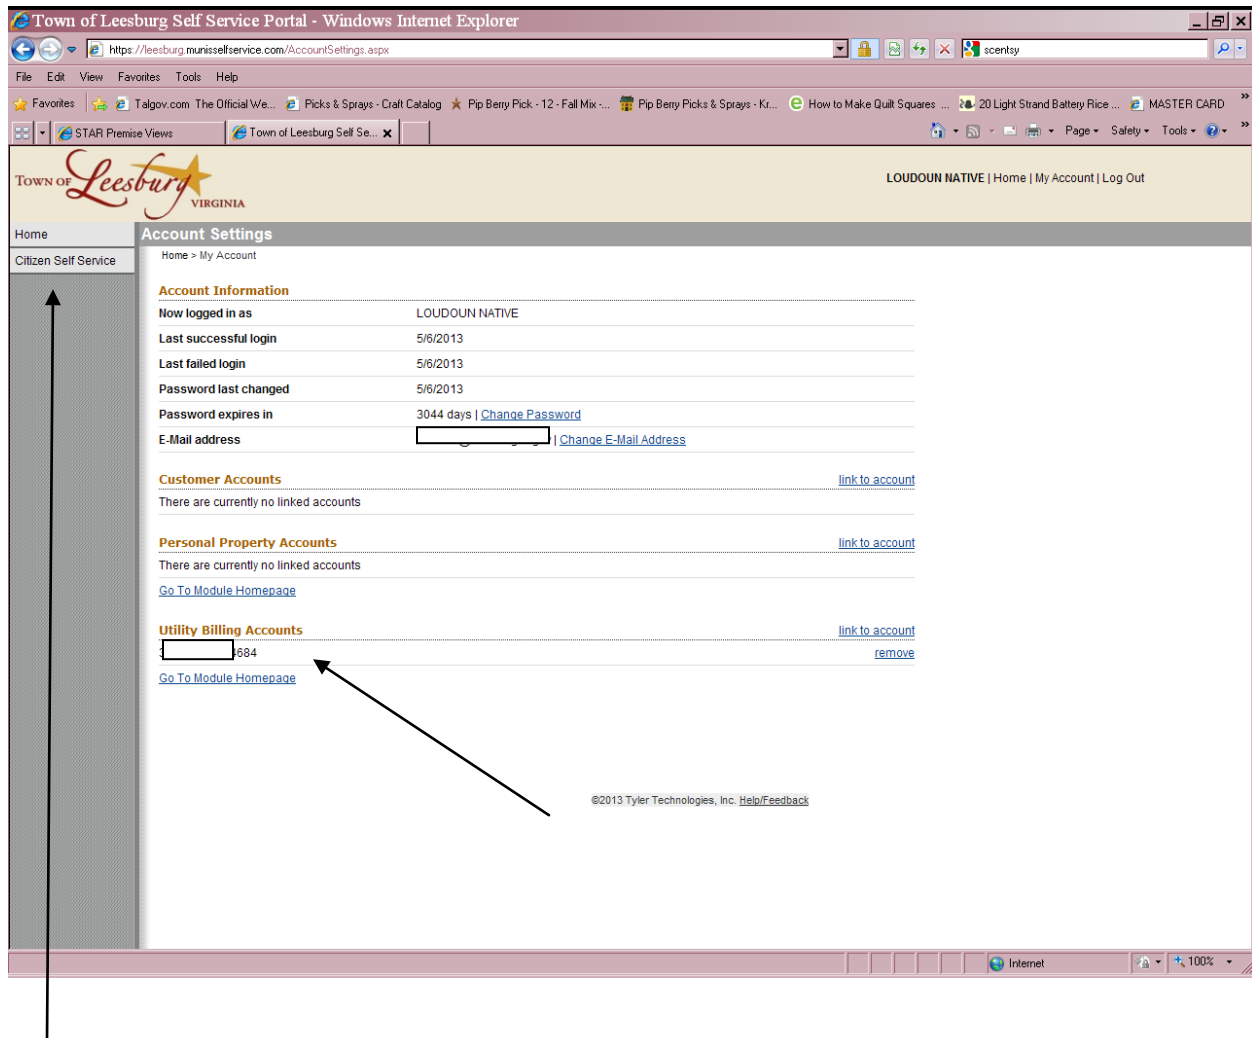 Town of Leesburg Self Service Portal - Windows Internet Explorer
https://leesburg.munisselfservice.com/AccountSettings.aspx
scentsy
File Edit View Favorites Tools Help
Favorites Talgov.com The Official We... Picks & Sprays - Craft Catalog Pip Berry Pick - 12 - Fall Mix -... Pip Berry Picks & Sprays - Kr... How to Make Quilt Squares ... 20 Light Strand Battery Rice ... MASTER CARD »
STAR Premise Views Town of Leesburg Self Se... Page Safety Tools »
TOWN OF Leesburg VIRGINIA
LOUDOUN NATIVE | Home | My Account | Log Out
Home
Account Settings
Citizen Self Service
Home > My Account
Account Information
Now logged in as LOUDOUN NATIVE
Last successful login 5/6/2013
Last failed login 5/6/2013
Password last changed 5/6/2013
Password expires in 3044 days | Change Password
E-Mail address | Change E-Mail Address
Customer Accounts link to account
There are currently no linked accounts
Personal Property Accounts link to account
There are currently no linked accounts
Go To Module Homepage
Utility Billing Accounts link to account
684 remove
Go To Module Homepage
©2013 Tyler Technologies, Inc. Help/Feedback
Internet 100%